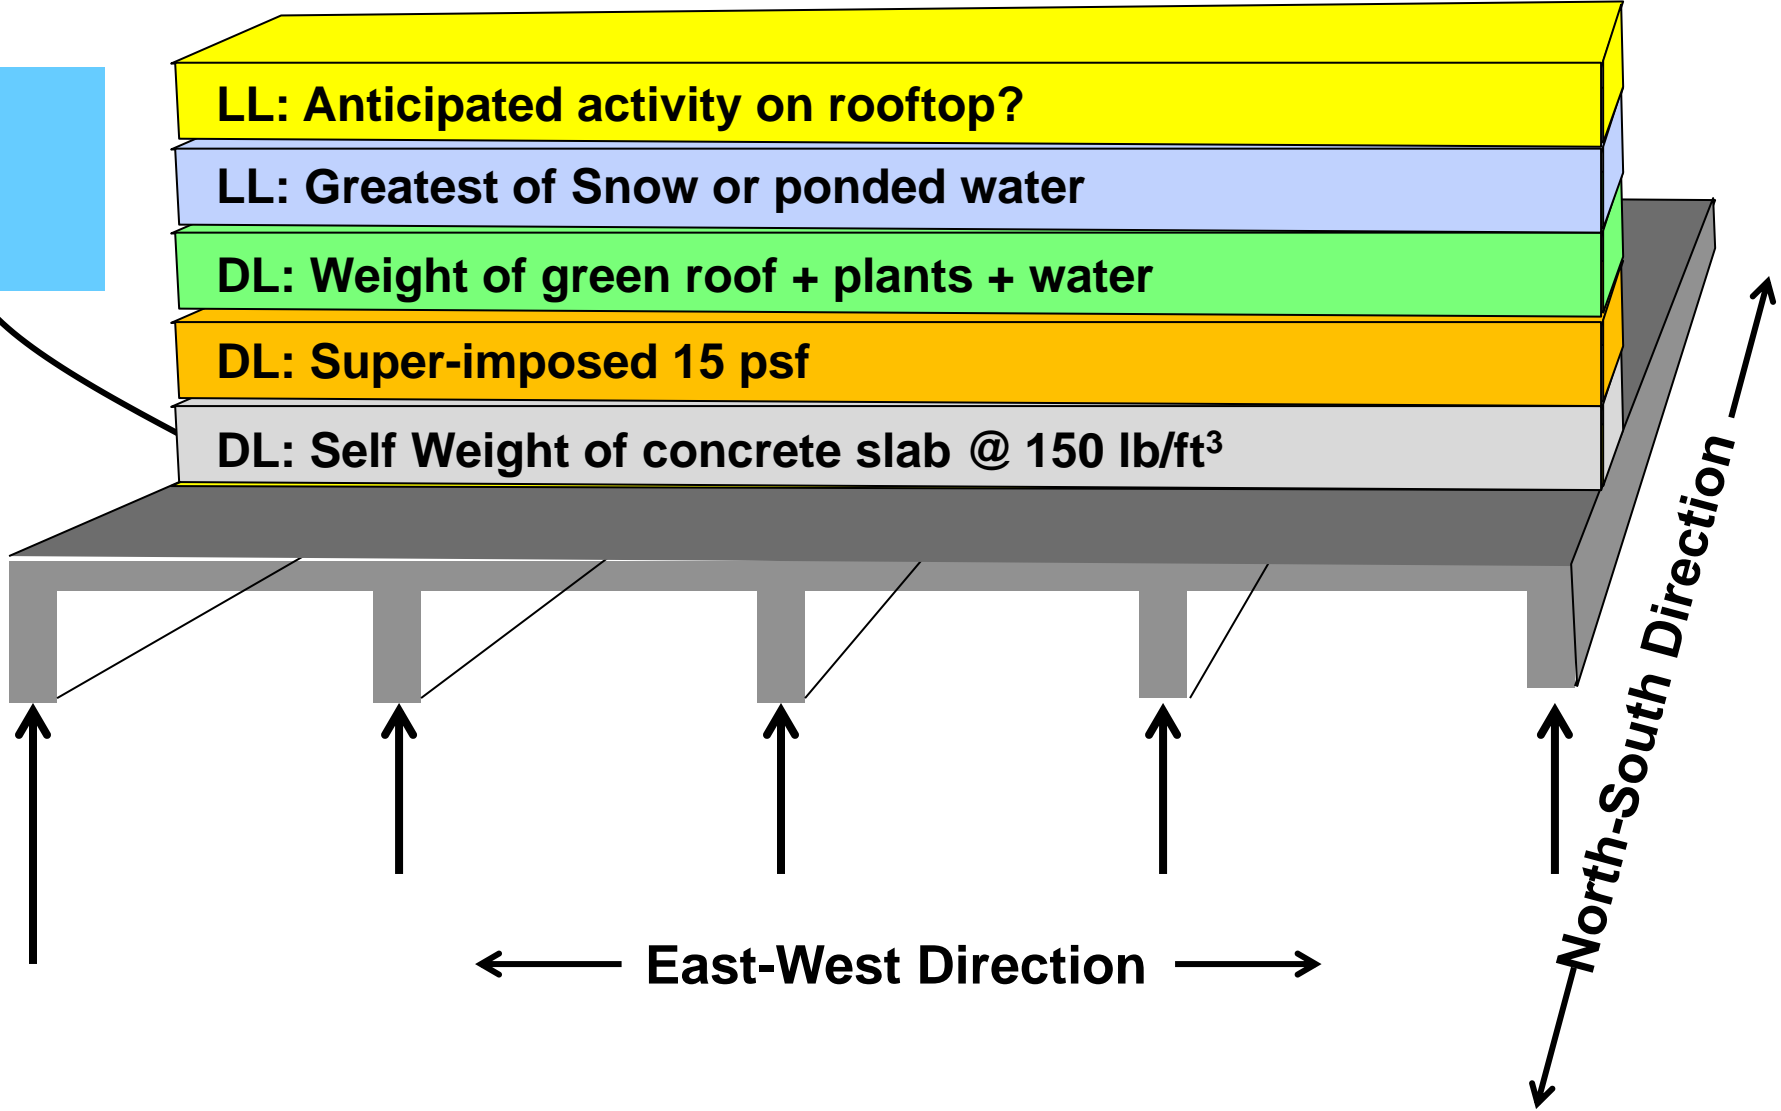 LL: Anticipated activity on rooftop?
LL: Greatest of Snow or ponded water
DL: Weight of green roof + plants + water
DL: Super-imposed 15 psf
DL: Self Weight of concrete slab @ 150 lb/ft³
North-South Direction
East-West Direction